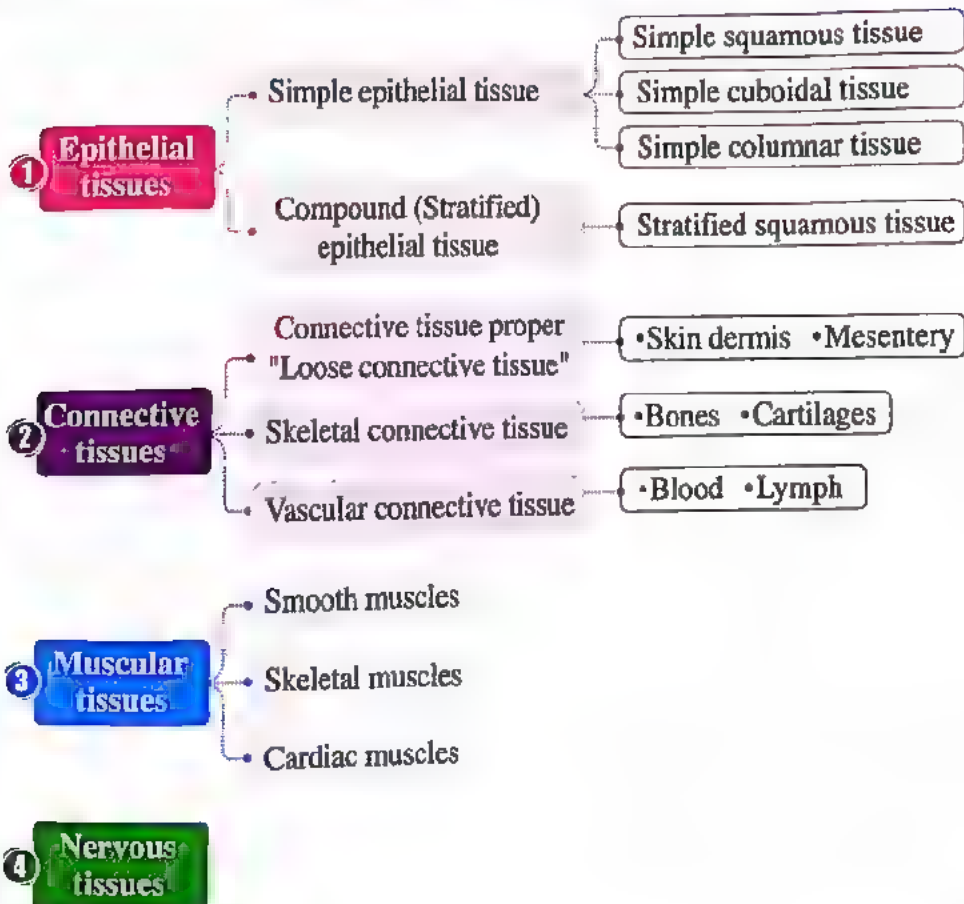 Simple squamous tissue
Simple epithelial tissue
Simple cuboidal tissue
Simple columnar tissue
1 Epithelial
tissues
Compound (Stratified)
epithelial tissue
Stratified squamous tissue
Connective tissue proper
"Loose connective tissue"
•Skin dermis •Mesentery
2 Connective
tissues
Skeletal connective tissue
•Bones •Cartilages
Vascular connective tissue
•Blood •Lymph
Smooth muscles
3 Muscular
tissues
Skeletal muscles
Cardiac muscles
4 Nervous
tissues